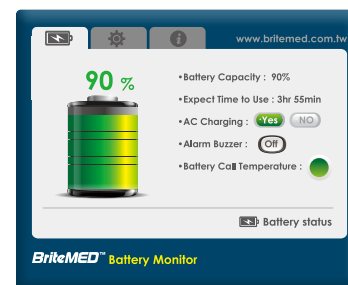 www.britemed.com.tw
90 %
•Battery Capacity : 90%
•Expect Time to Use : 3hr 55min
•AC Charging : •Yes NO
•Alarm Buzzer : Off
•Battery Call Temperature :
Battery status
BriteMED™ Battery Monitor